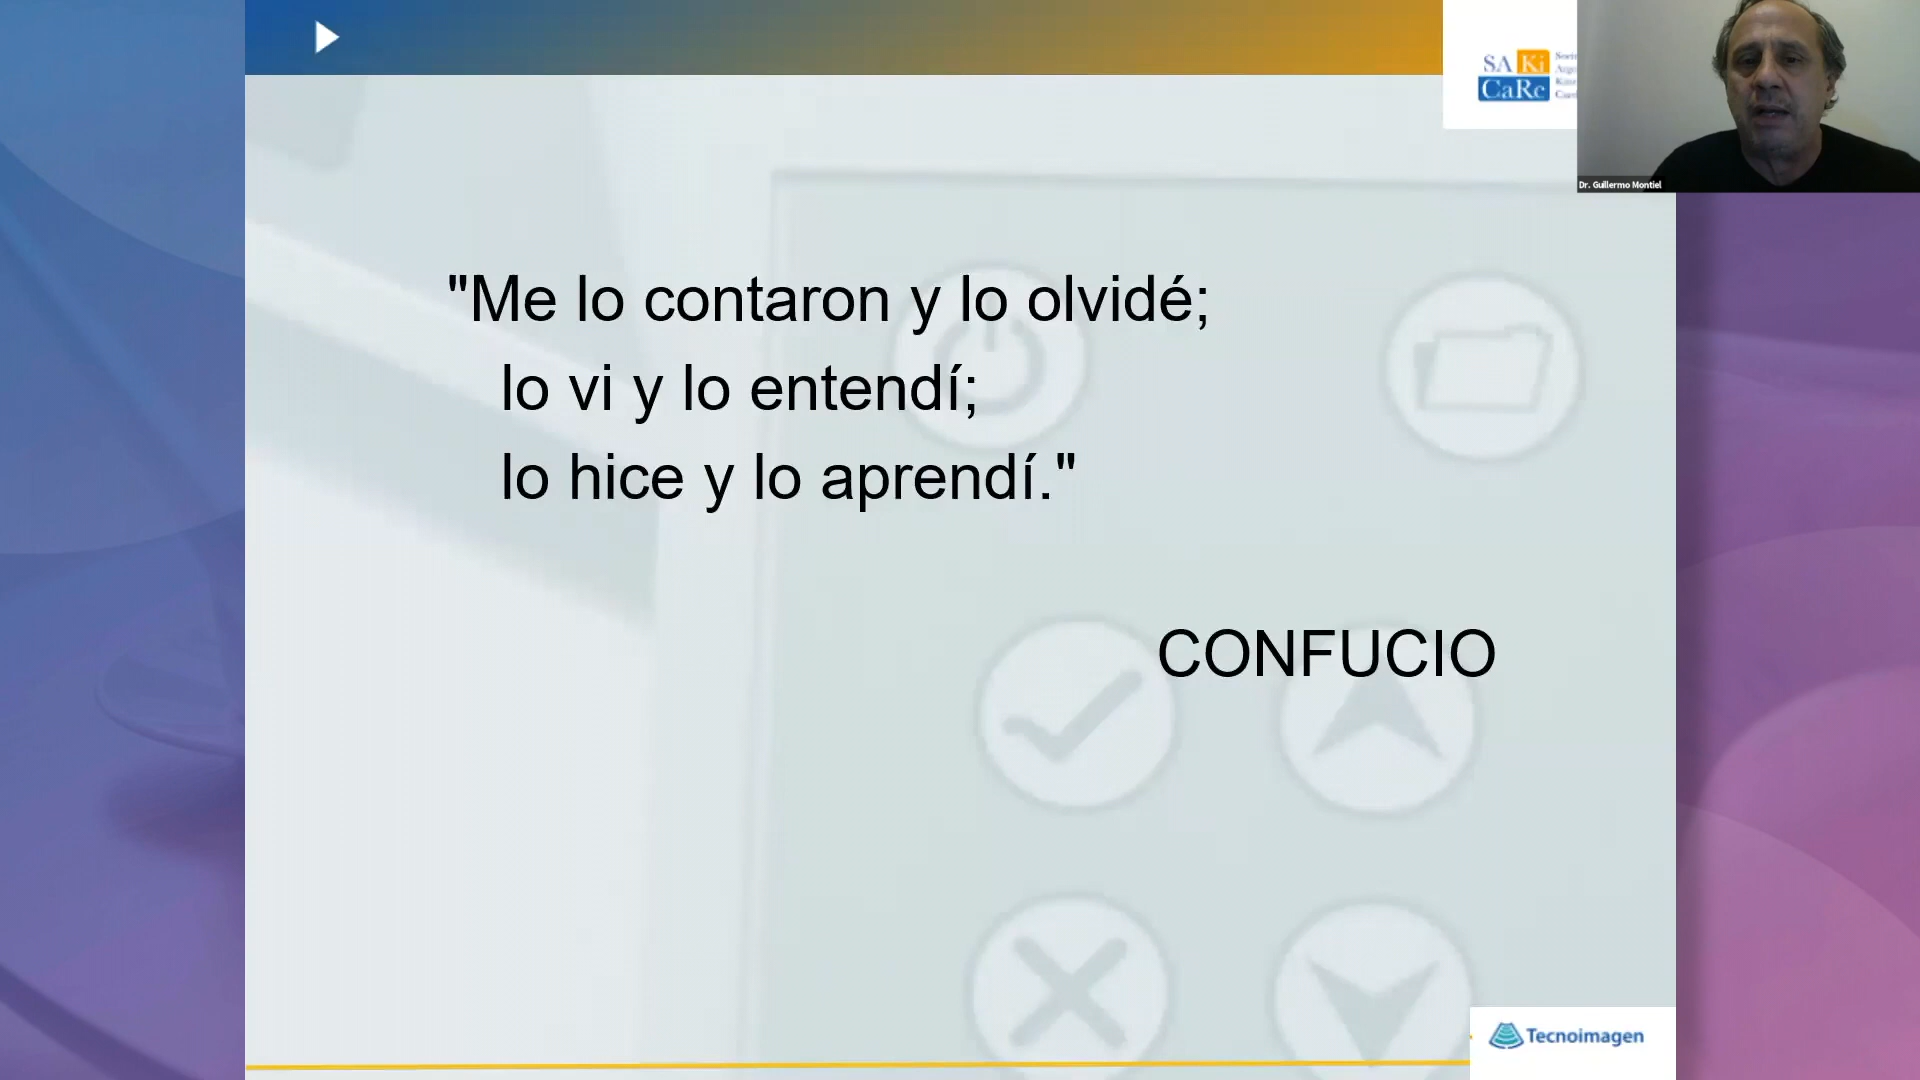 SA Ki
CaRe
Dr. Guillermo Montiel
"Me lo contaron y lo olvidé;
lo vi y lo entendí;
lo hice y lo aprendí."
CONFUCIO
Tecnoimagen